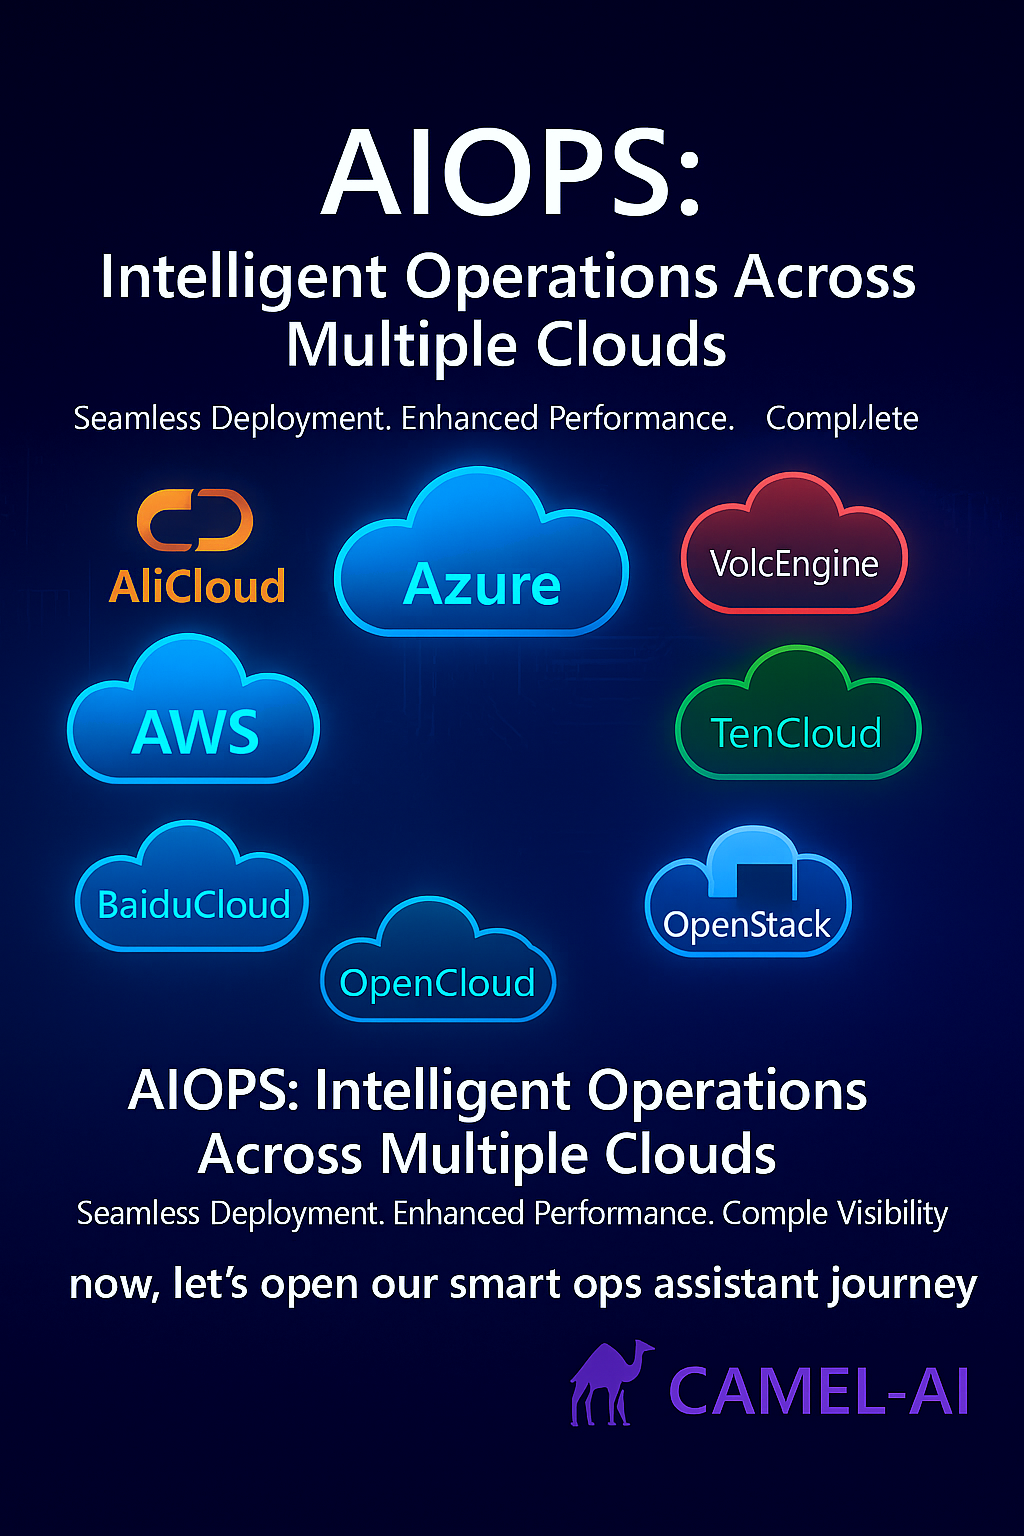 AIOPS:
Intelligent Operations Across
Multiple Clouds
Seamless Deployment. Enhanced Performance. Compl,lete
AliCloud
Azure
VolcEngine
AWS
TenCloud
BaiduCloud
OpenCloud
OpenStack
AIOPS: Intelligent Operations
Across Multiple Clouds
Seamless Deployment. Enhanced Performance. Comple Visibility
now, let's open our smart ops assistant journey
CAMEL-AI